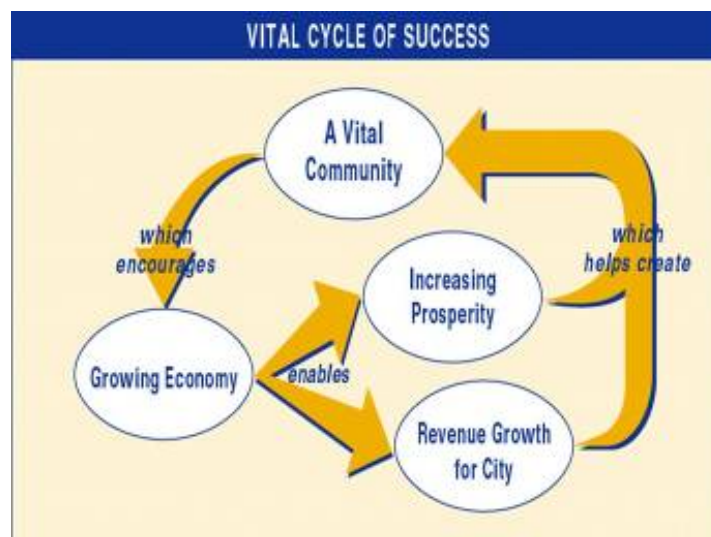 VITAL CYCLE OF SUCCESS
A Vital
Community
which
encourages
which
helps create
Increasing
Prosperity
Growing Economy
enables
Revenue Growth
for City